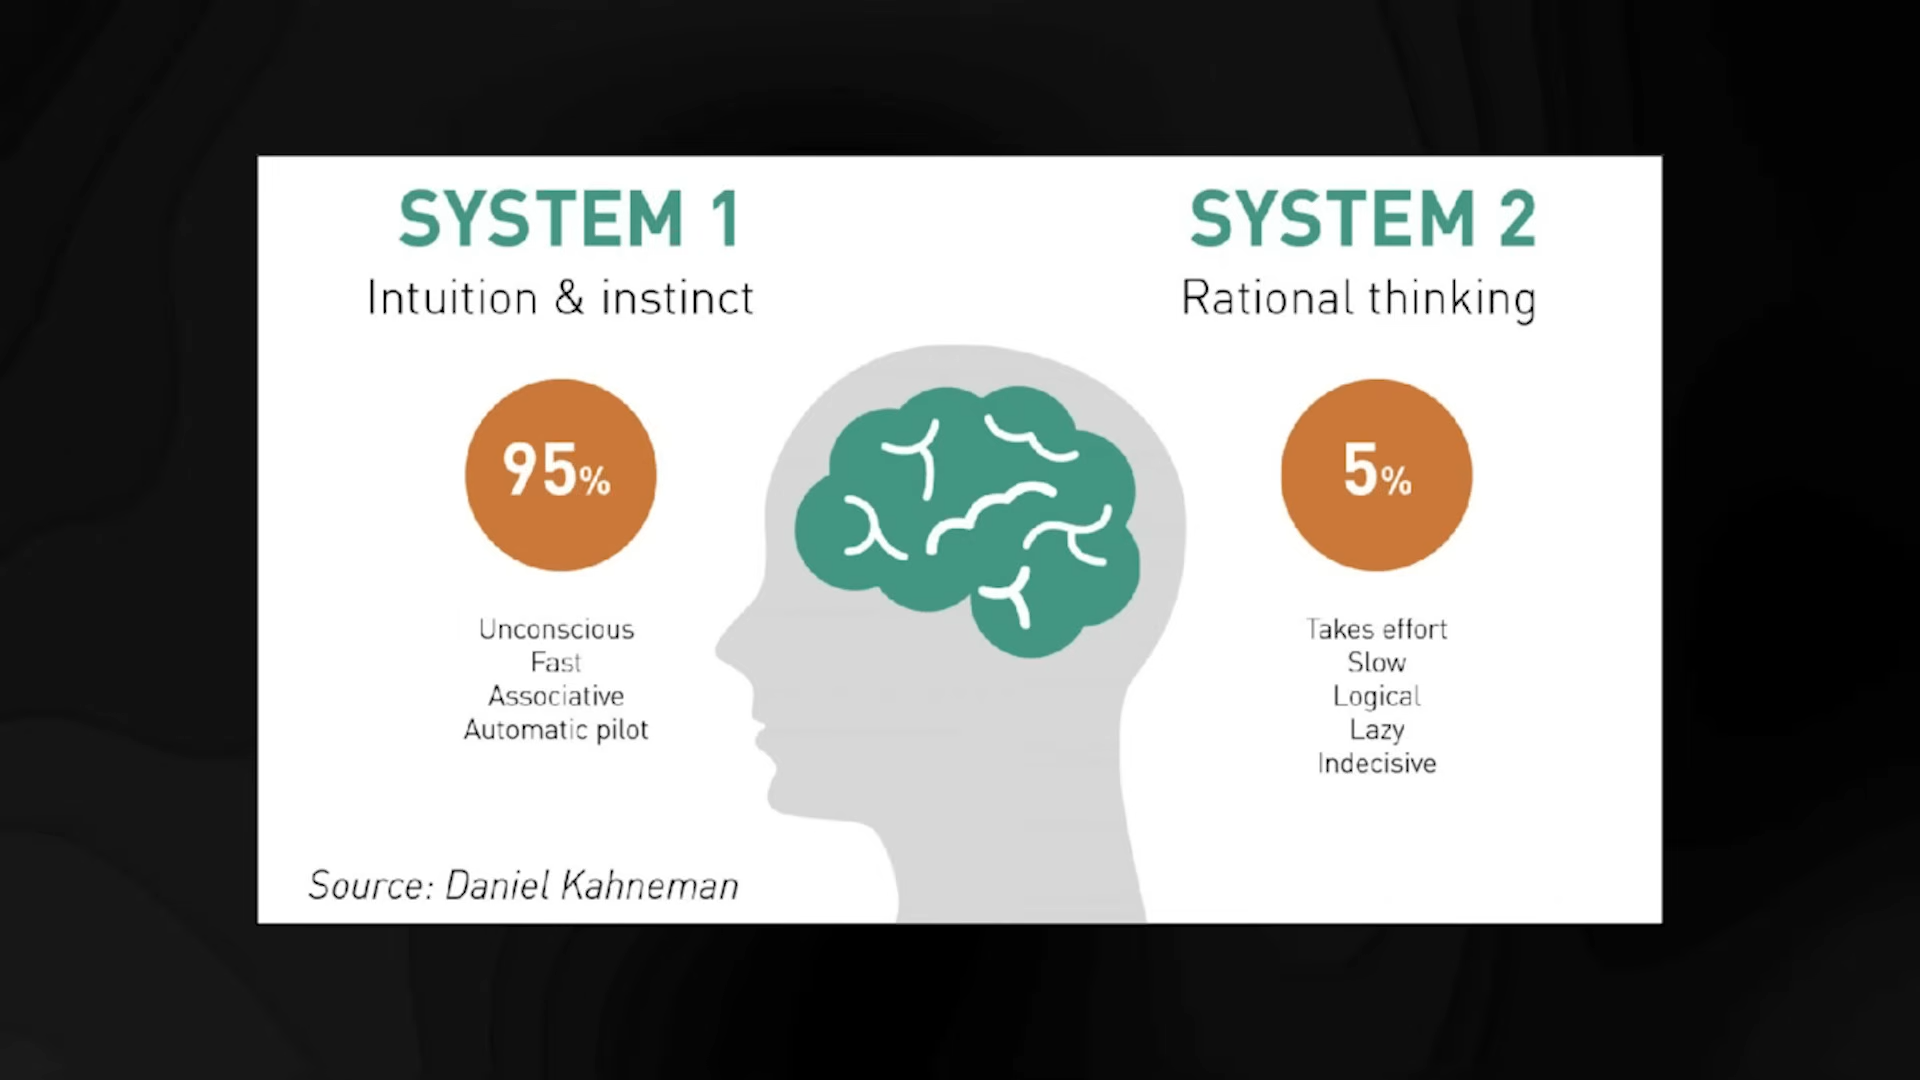 SYSTEM 1
Intuition & instinct
95%
Unconscious
Fast
Associative
Automatic pilot
SYSTEM 2
Rational thinking
5%
Takes effort
Slow
Logical
Lazy
Indecisive
Source: Daniel Kahneman